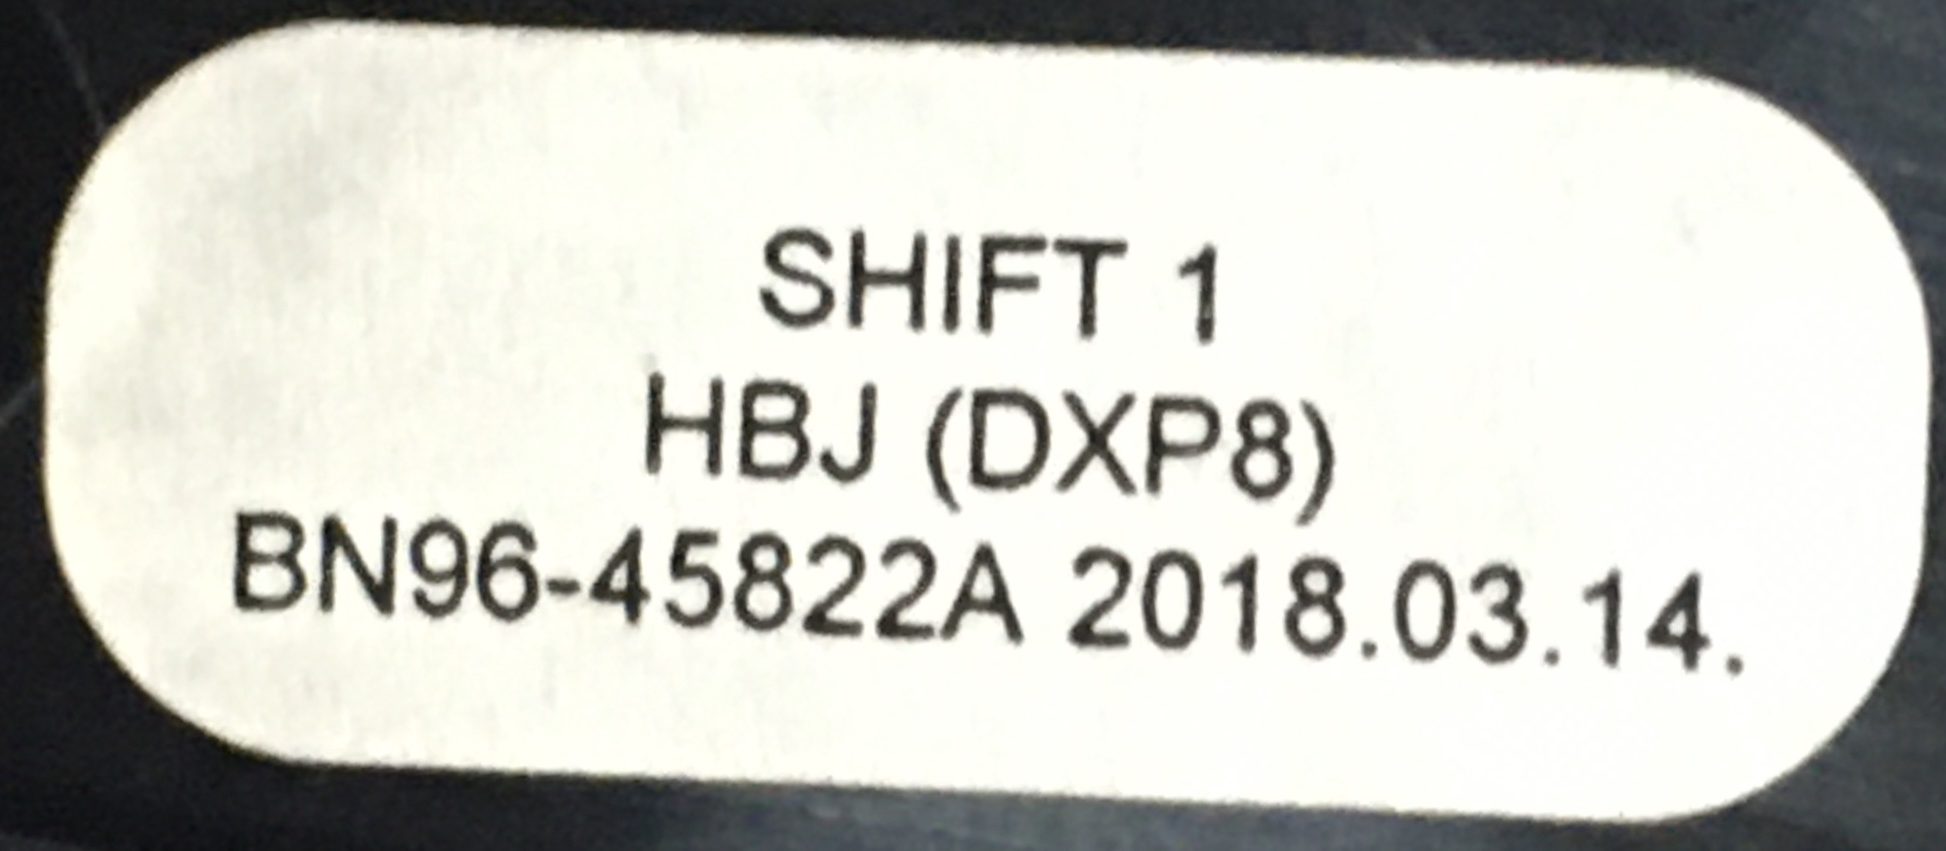 SHIFT 1
HBJ (DXP8)
BN96-45822A 2018.03.14.